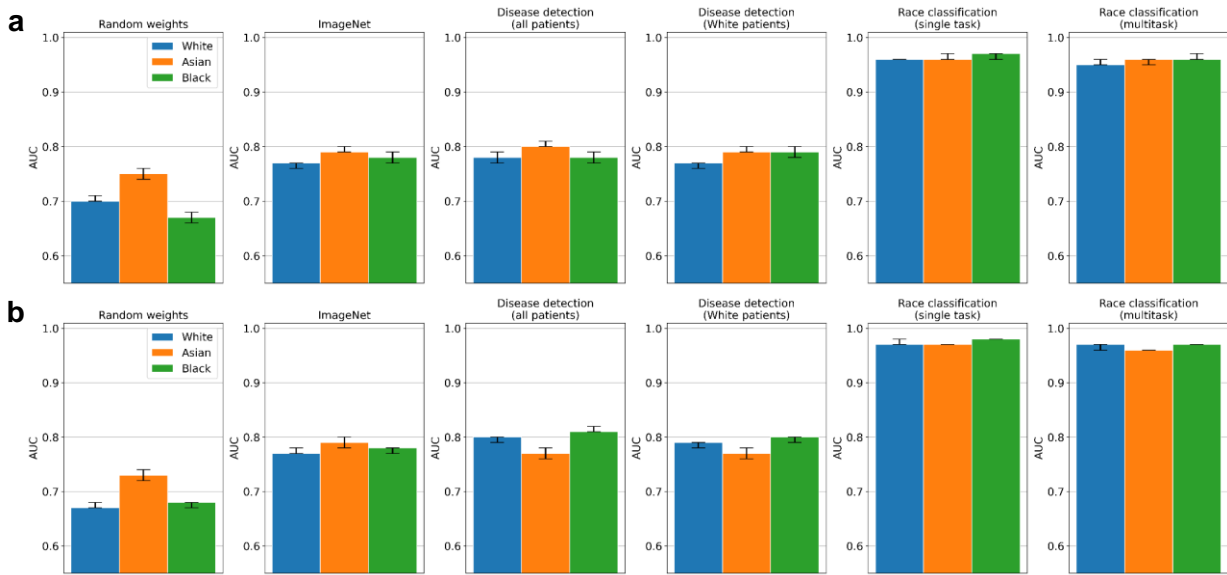 a
Random weights
ImageNet
Disease detection
(all patients)
Disease detection
(White patients)
Race classification
(single task)
Race classification
(multitask)
White
Asian
Black
AUC
1.0
0.9
0.8
0.7
0.6
AUC
1.0
0.9
0.8
0.7
0.6
AUC
1.0
0.9
0.8
0.7
0.6
AUC
1.0
0.9
0.8
0.7
0.6
AUC
1.0
0.9
0.8
0.7
0.6
AUC
1.0
0.9
0.8
0.7
0.6
b
Random weights
ImageNet
Disease detection
(all patients)
Disease detection
(White patients)
Race classification
(single task)
Race classification
(multitask)
White
Asian
Black
AUC
1.0
0.9
0.8
0.7
0.6
AUC
1.0
0.9
0.8
0.7
0.6
AUC
1.0
0.9
0.8
0.7
0.6
AUC
1.0
0.9
0.8
0.7
0.6
AUC
1.0
0.9
0.8
0.7
0.6
AUC
1.0
0.9
0.8
0.7
0.6